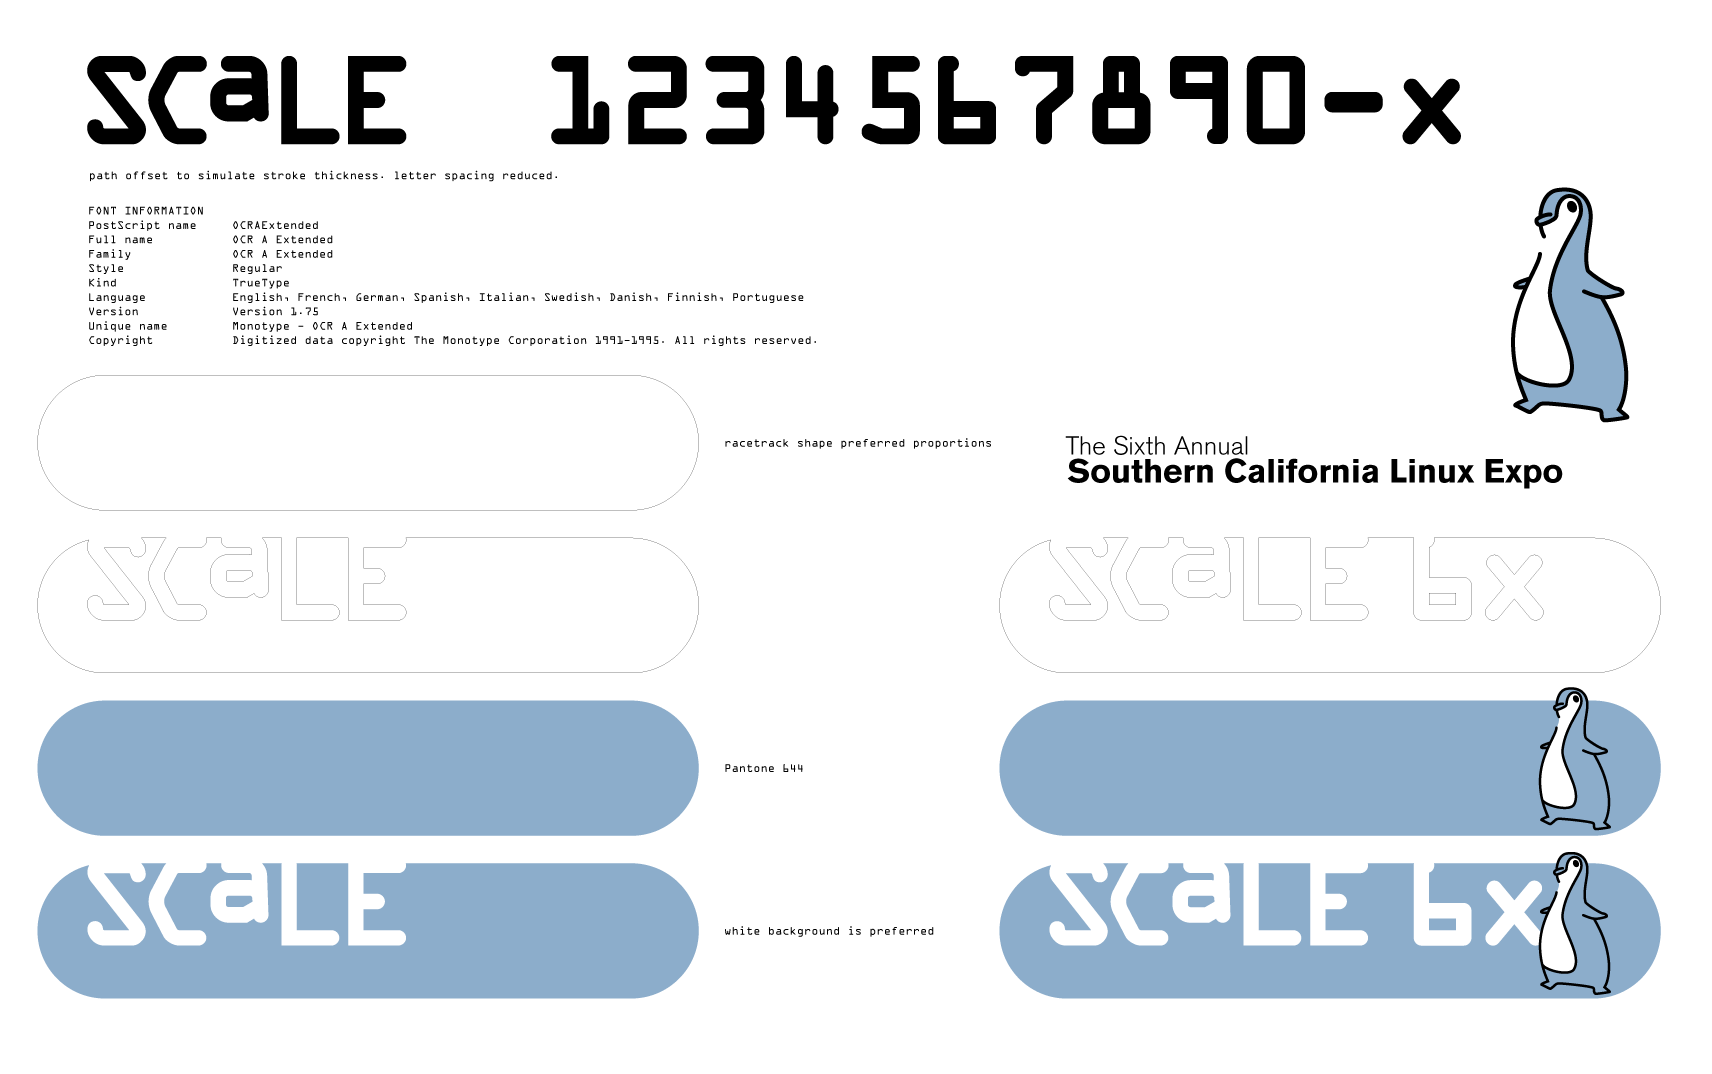 SCaLE 1234567890-x
path offset to simulate stroke thickness. letter spacing reduced.
FONT INFORMATION
PostScript name OCRAExtended
Full name OCR A Extended
Family OCR A Extended
Style Regular
Kind TrueType
Language English, French, German, Spanish, Italian, Swedish, Danish, Finnish, Portuguese
Version Version 1.75
Unique name Monotype - OCR A Extended
Copyright Digitized data copyright The Monotype Corporation 1991-1995. All rights reserved.
racetrack shape preferred proportions
The Sixth Annual
Southern California Linux Expo
SCaLE
SCaLE 6x
Pantone 644
SCaLE
white background is preferred
SCaLE 6x